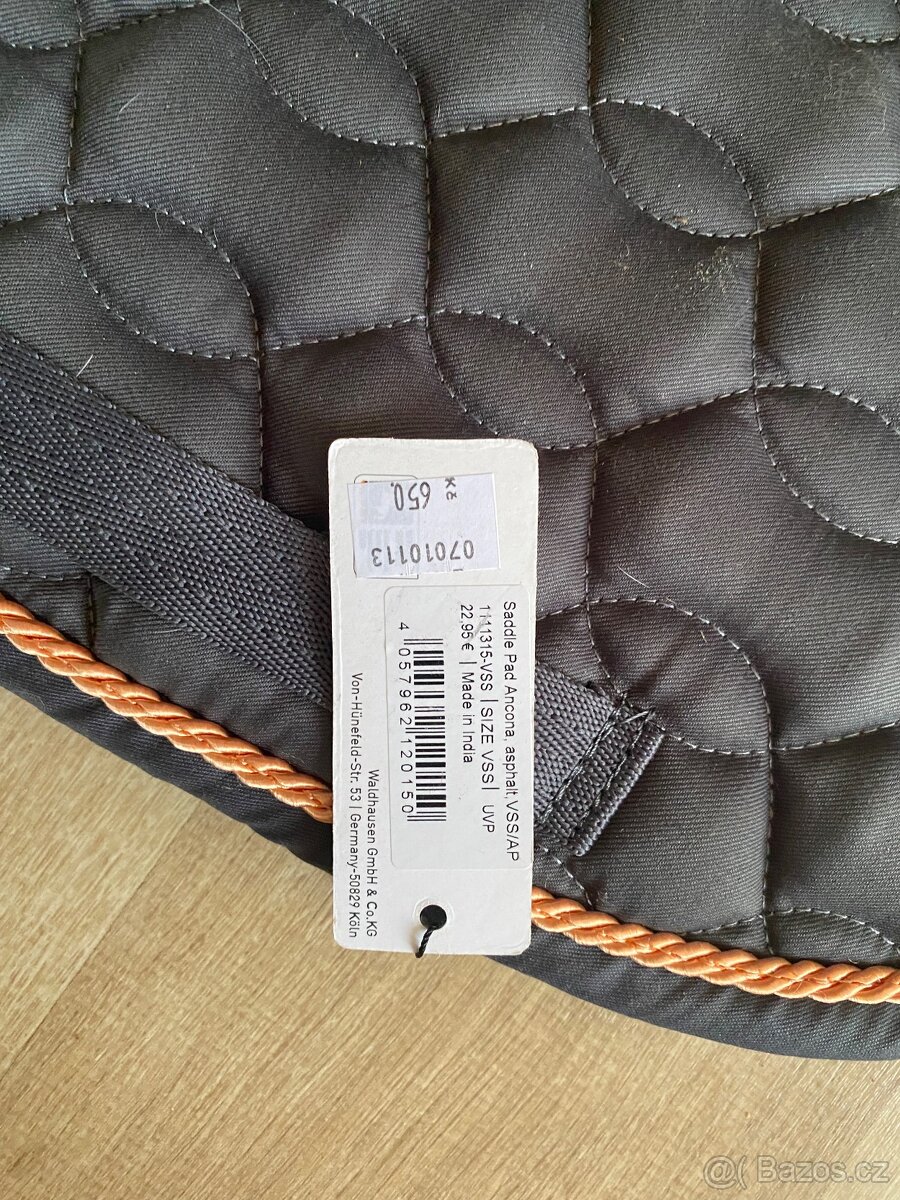 Kč
650,
07010113
Saddle Pad Ancona, asphalt, VSS/AP
1111315-VSS | SIZE VSS | UVP
22,95 € | Made in India
4 057962 120150
Waldhausen GmbH & Co.KG
Von-Hünefeld-Str. 53 | Germany-50829 Köln
@( Bazos.cz